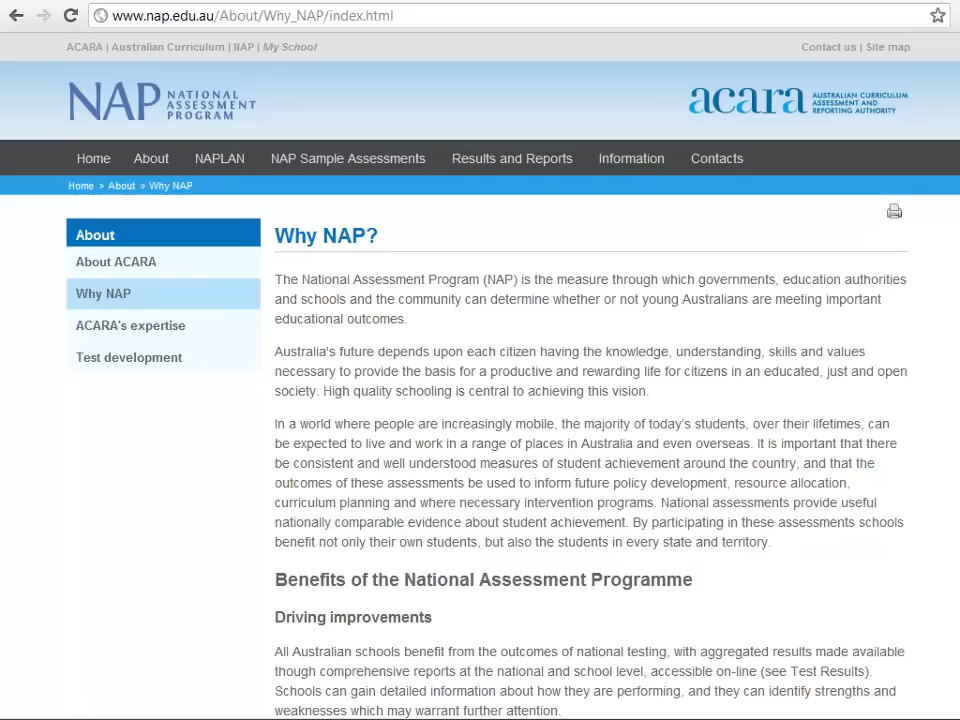 www.nap.edu.au/About/Why_NAP/index.html
ACARA | Australian Curriculum | NAP | My School
Contact us | Site map
NAP NATIONAL ASSESSMENT PROGRAM
acara AUSTRALIAN CURRICULUM ASSESSMENT AND REPORTING AUTHORITY
Home About NAPLAN NAP Sample Assessments Results and Reports Information Contacts
Home » About » Why NAP
About
About ACARA
Why NAP
ACARA's expertise
Test development
Why NAP?
The National Assessment Program (NAP) is the measure through which governments, education authorities
and schools and the community can determine whether or not young Australians are meeting important
educational outcomes.
Australia's future depends upon each citizen having the knowledge, understanding, skills and values
necessary to provide the basis for a productive and rewarding life for citizens in an educated, just and open
society. High quality schooling is central to achieving this vision.
In a world where people are increasingly mobile, the majority of today's students, over their lifetimes, can
be expected to live and work in a range of places in Australia and even overseas. It is important that there
be consistent and well understood measures of student achievement around the country, and that the
outcomes of these assessments be used to inform future policy development, resource allocation,
curriculum planning and where necessary intervention programs. National assessments provide useful
nationally comparable evidence about student achievement. By participating in these assessments schools
benefit not only their own students, but also the students in every state and territory.
Benefits of the National Assessment Programme
Driving improvements
All Australian schools benefit from the outcomes of national testing, with aggregated results made available
though comprehensive reports at the national and school level, accessible on-line (see Test Results).
Schools can gain detailed information about how they are performing, and they can identify strengths and
weaknesses which may warrant further attention.